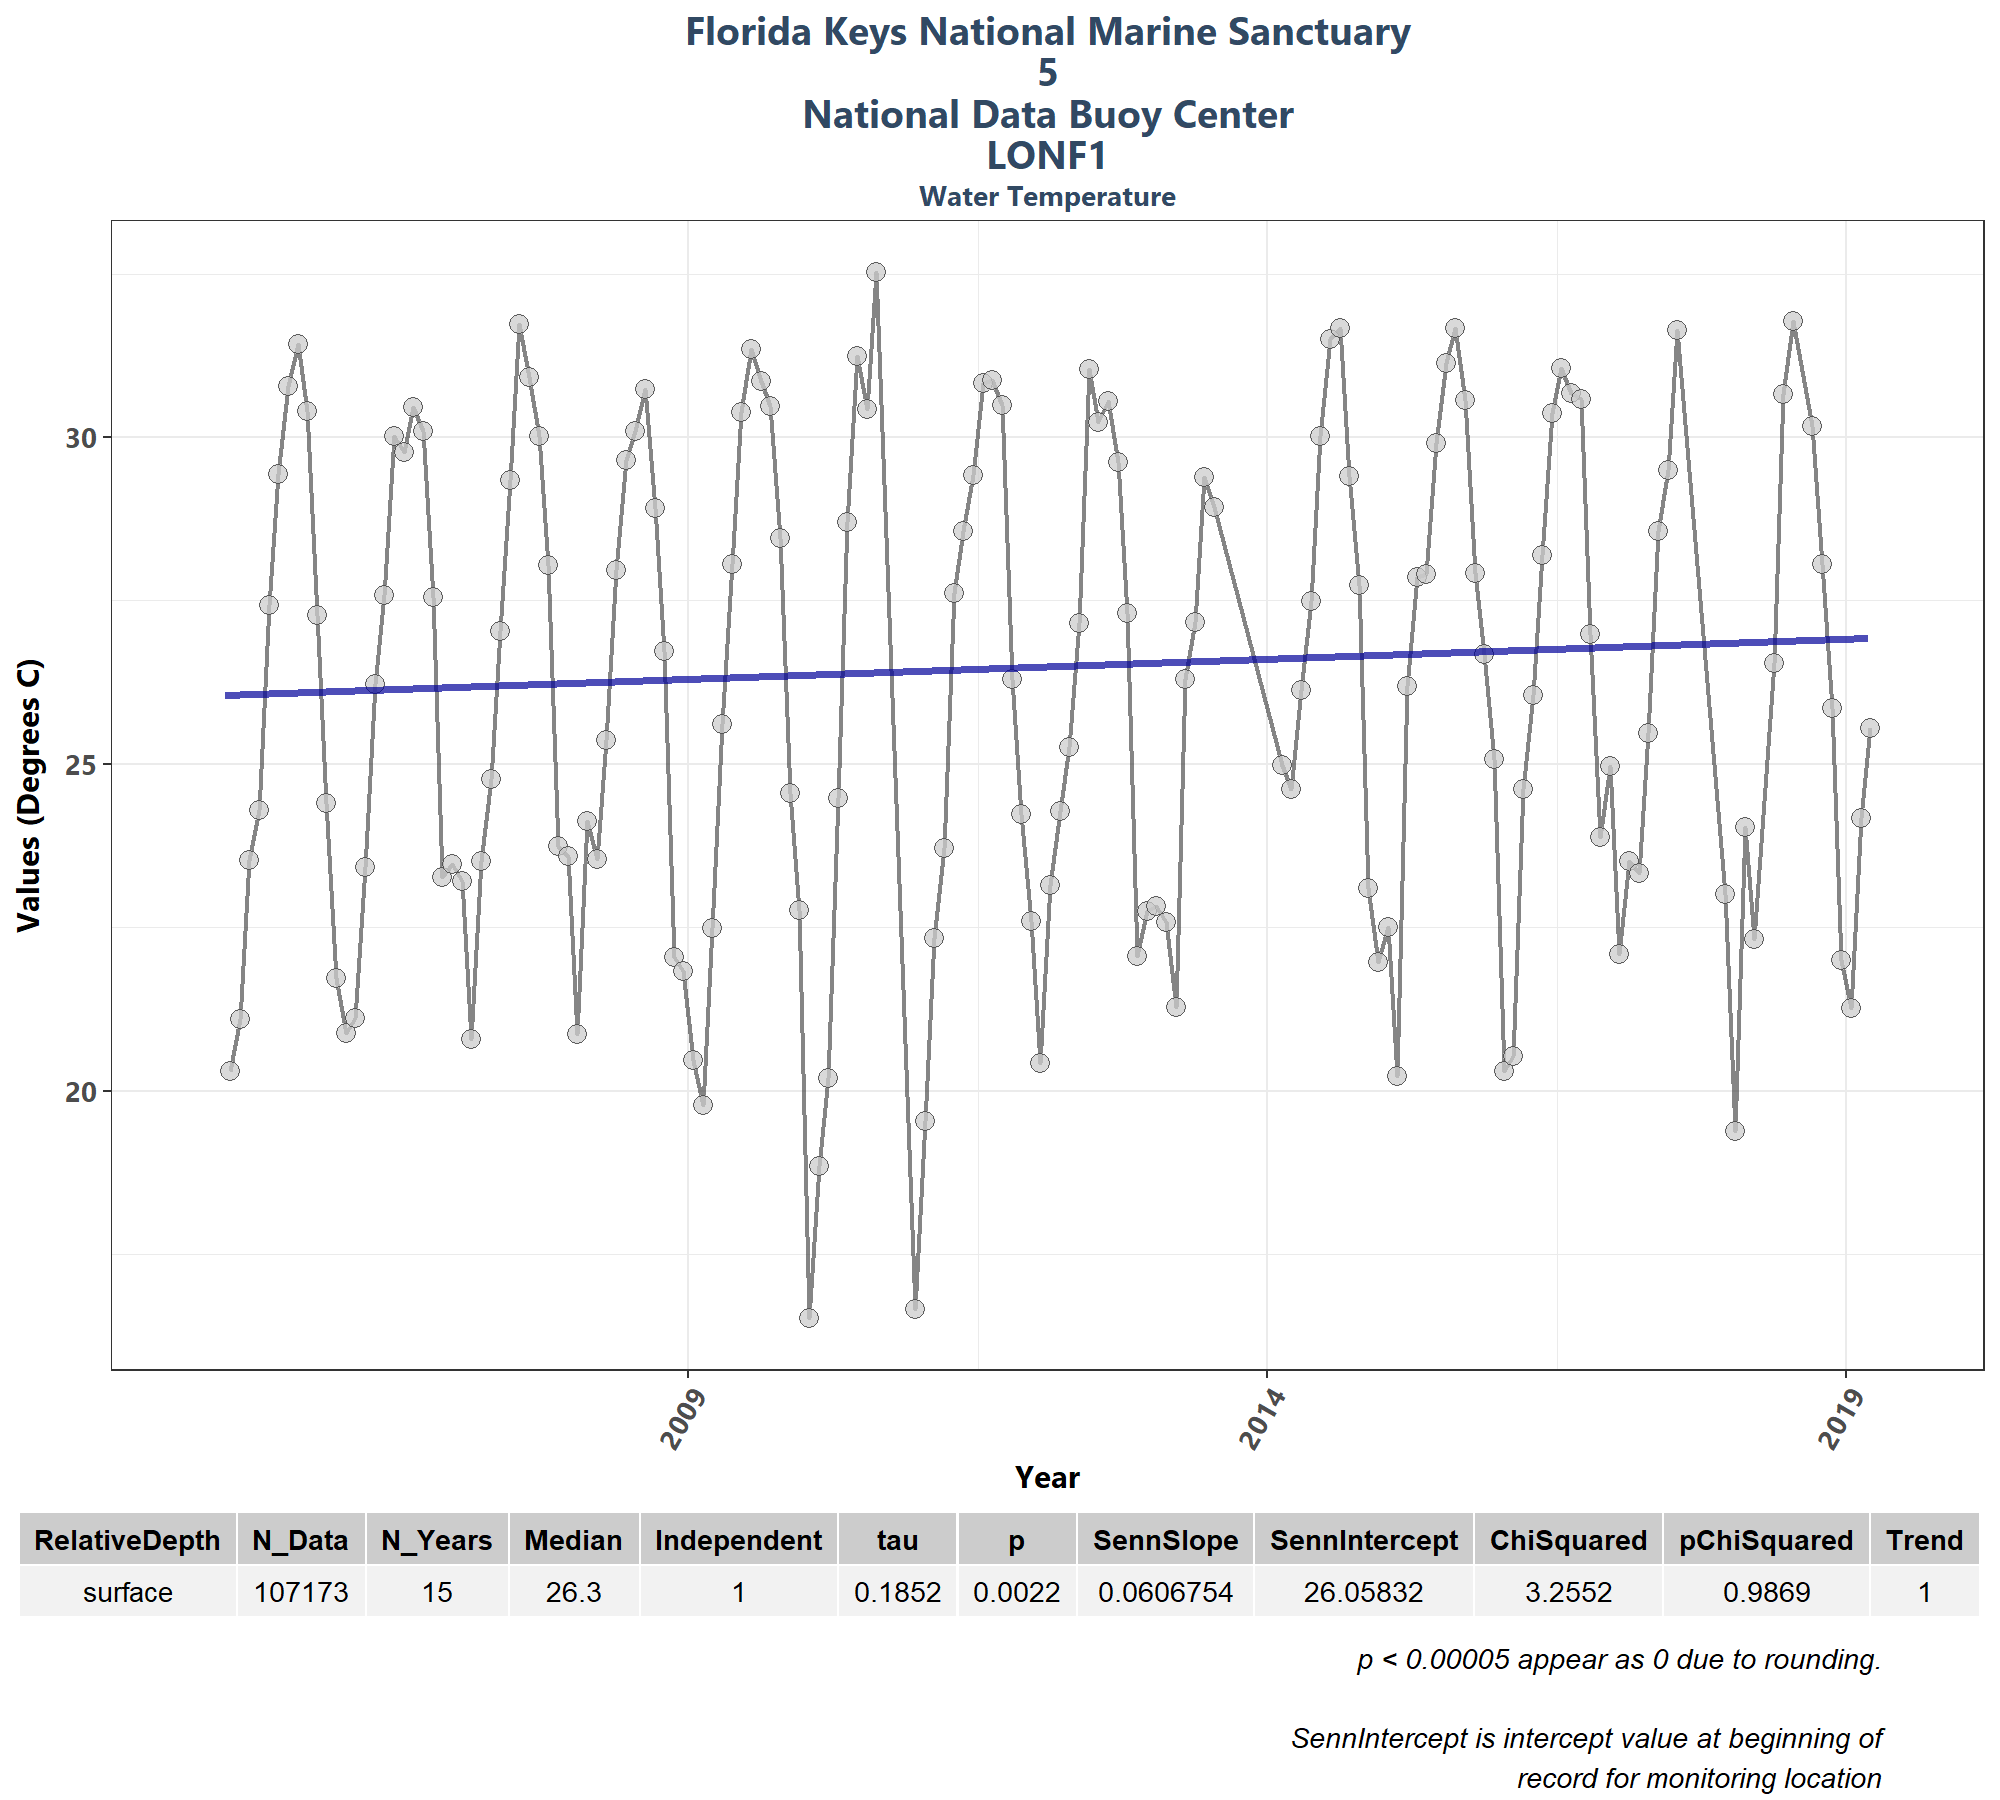 Florida Keys National Marine Sanctuary
5
National Data Buoy Center
LONF1
Water Temperature
Values (Degrees C)
30
25
20
2009
2014
2019
Year
RelativeDepth N_Data N_Years Median Independent tau p SennSlope SennIntercept ChiSquared pChiSquared Trend
surface 107173 15 26.3 1 0.1852 0.0022 0.0606754 26.05832 3.2552 0.9869 1
p < 0.00005 appear as 0 due to rounding.
SennIntercept is intercept value at beginning of
record for monitoring location